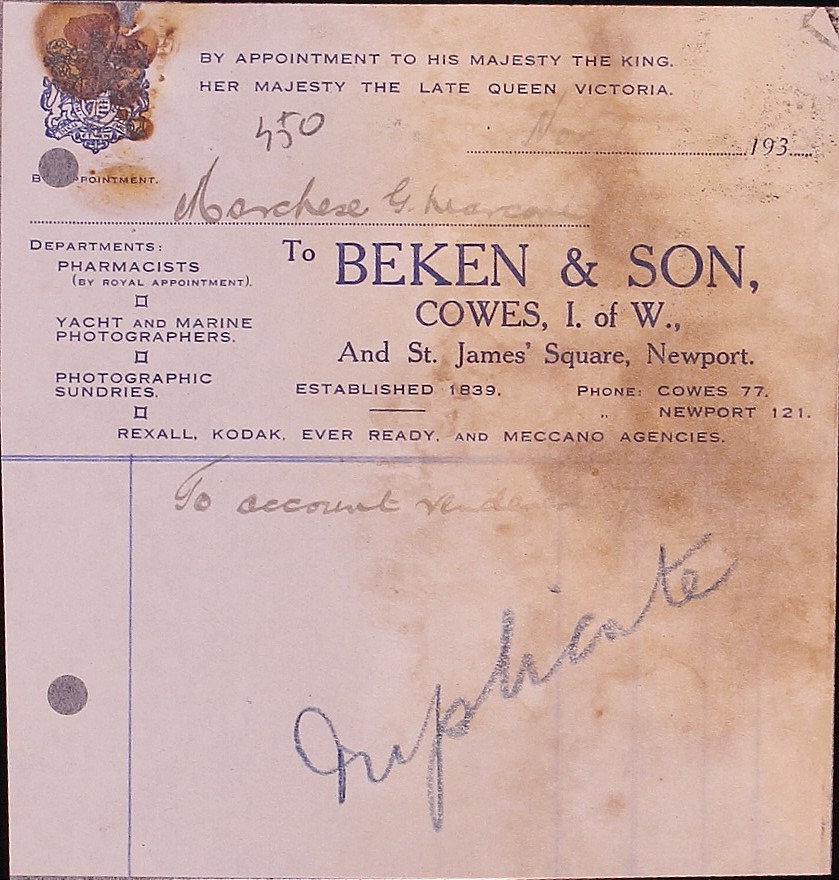 BY APPOINTMENT TO HIS MAJESTY THE KING.
HER MAJESTY THE LATE QUEEN VICTORIA.
450
193
Marchese G. Marconi
DEPARTMENTS:
PHARMACISTS
(BY ROYAL APPOINTMENT).
YACHT AND MARINE
PHOTOGRAPHERS.
PHOTOGRAPHIC
SUNDRIES.
To BEKEN & SON,
COWES, I. of W.,
And St. James' Square, Newport.
ESTABLISHED 1839. PHONE: COWES 77.
„ NEWPORT 121.
REXALL, KODAK, EVER READY, AND MECCANO AGENCIES.
To account rendered
Duplicate